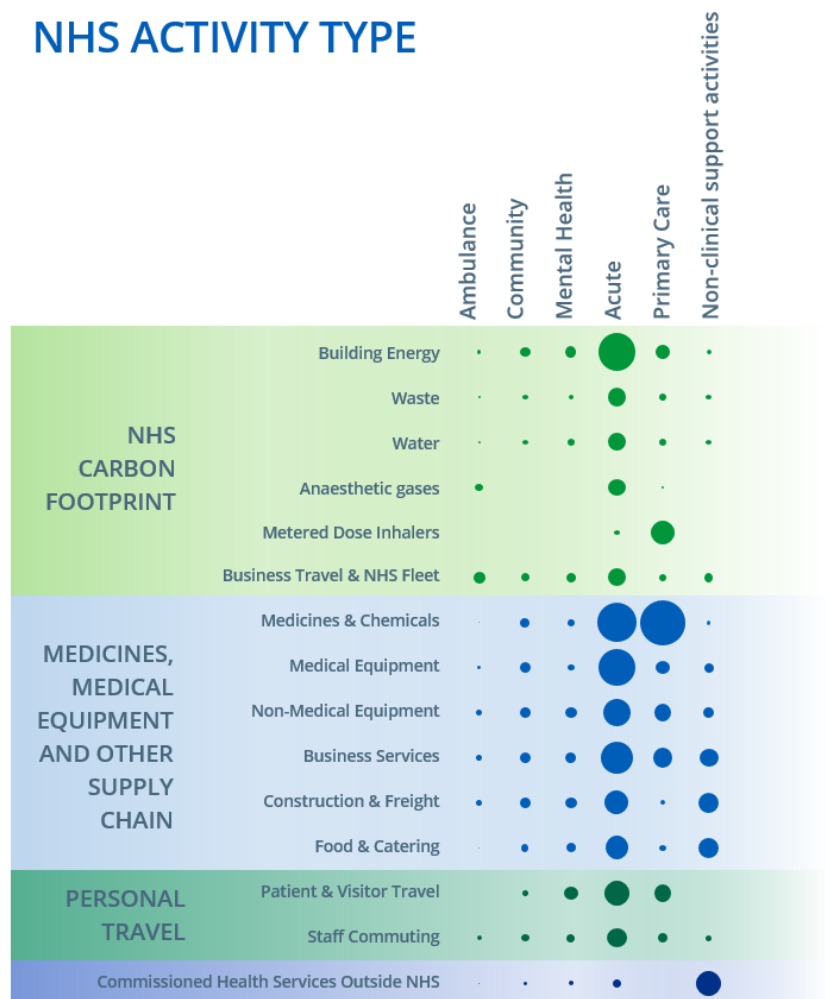 NHS ACTIVITY TYPE
Ambulance
Community
Mental Health
Acute
Primary Care
Non-clinical support activities
NHS
CARBON
FOOTPRINT
Building Energy
Waste
Water
Anaesthetic gases
Metered Dose Inhalers
Business Travel & NHS Fleet
MEDICINES,
MEDICAL
EQUIPMENT
AND OTHER
SUPPLY
CHAIN
Medicines & Chemicals
Medical Equipment
Non-Medical Equipment
Business Services
Construction & Freight
Food & Catering
PERSONAL
TRAVEL
Patient & Visitor Travel
Staff Commuting
Commissioned Health Services Outside NHS